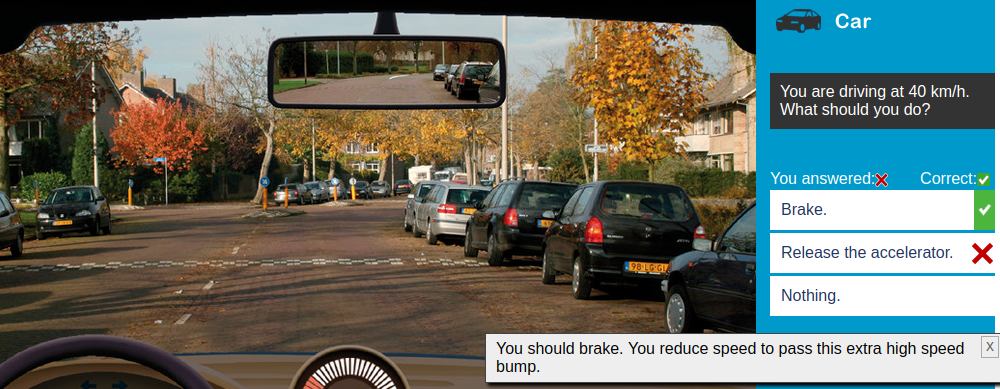 Car
You are driving at 40 km/h.
What should you do?
You answered: Correct:
Brake.
Release the accelerator.
Nothing.
You should brake. You reduce speed to pass this extra high speed
bump.
X